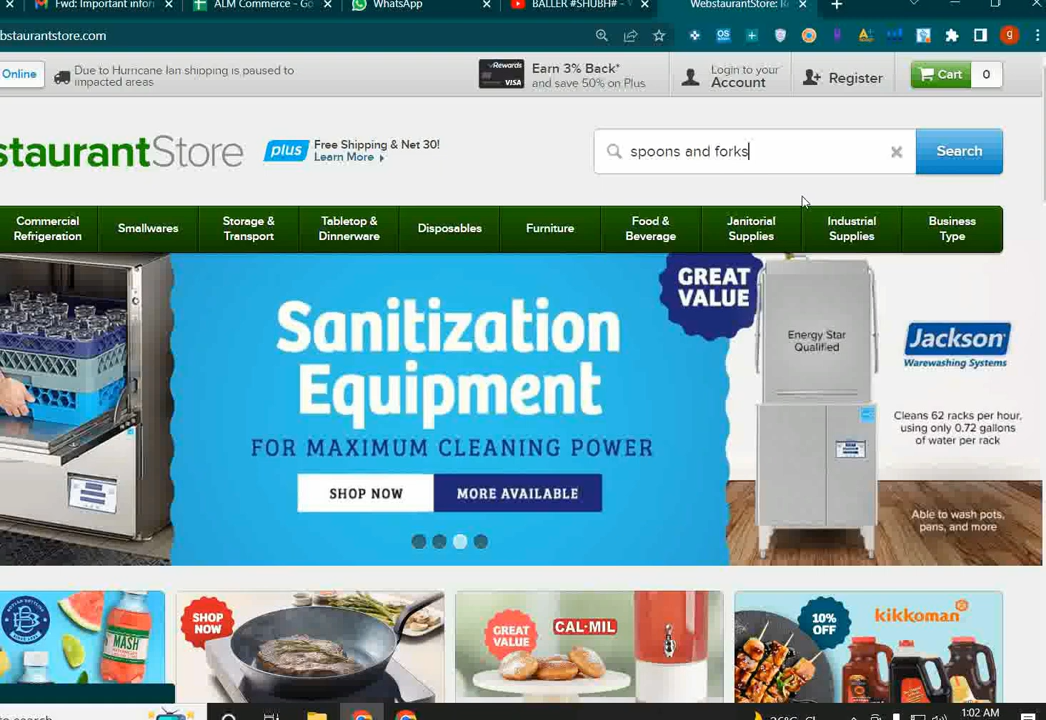 Fwd: Important infor
ALM Commerce - Go
WhatsApp
BALLER #SHUBH# -
WebstaurantStore: R
bstaurantstore.com
g
Online
Due to Hurricane Ian shipping is paused to
impacted areas
Rewards
VISA
Earn 3% Back*
and save 50% on Plus
Login to your
Account
Register
Cart
0
staurantStore
plus
Free Shipping & Net 30!
Learn More
spoons and forks
Search
Commercial
Refrigeration
Smallwares
Storage &
Transport
Tabletop &
Dinnerware
Disposables
Furniture
Food &
Beverage
Janitorial
Supplies
Industrial
Supplies
Business
Type
Sanitization
Equipment
FOR MAXIMUM CLEANING POWER
SHOP NOW
MORE AVAILABLE
GREAT
VALUE
Energy Star
Qualified
Jackson
Warewashing Systems
Cleans 62 racks per hour,
using only 0.72 gallons
of water per rack
Able to wash pots,
pans, and more
MASH
SHOP
NOW
GREAT
VALUE
CAL-MIL
10%
OFF
kikkoman
to search
1:02 AM